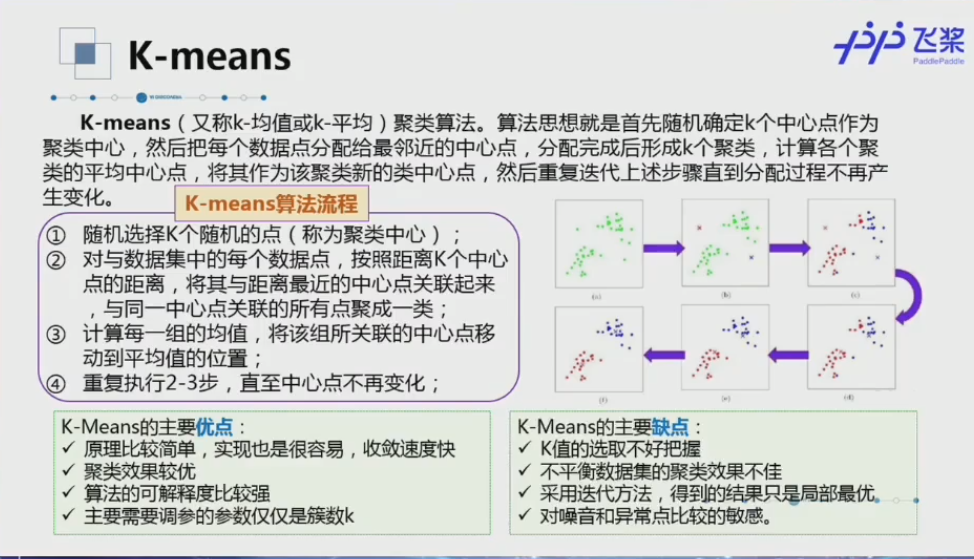 K-means
飞桨
PaddlePaddle
K-means（又称k-均值或k-平均）聚类算法。算法思想就是首先随机确定k个中心点作为
聚类中心，然后把每个数据点分配给最邻近的中心点，分配完成后形成k个聚类，计算各个聚
类的平均中心点，将其作为该聚类新的类中心点，然后重复迭代上述步骤直到分配过程不再产
生变化。
K-means算法流程
① 随机选择K个随机的点（称为聚类中心）；
② 对与数据集中的每个数据点，按照距离K个中心
点的距离，将其与距离最近的中心点关联起来
，与同一中心点关联的所有点聚成一类；
③ 计算每一组的均值，将该组所关联的中心点移
动到平均值的位置；
④ 重复执行2-3步，直至中心点不再变化；
(a)
(b)
(c)
(f)
(e)
(d)
K-Means的主要优点：
✓ 原理比较简单，实现也是很容易，收敛速度快
✓ 聚类效果较优
✓ 算法的可解释度比较强
✓ 主要需要调参的参数仅仅是簇数k
K-Means的主要缺点：
✓ K值的选取不好把握
✓ 不平衡数据集的聚类效果不佳
✓ 采用迭代方法，得到的结果只是局部最优
✓ 对噪音和异常点比较的敏感。